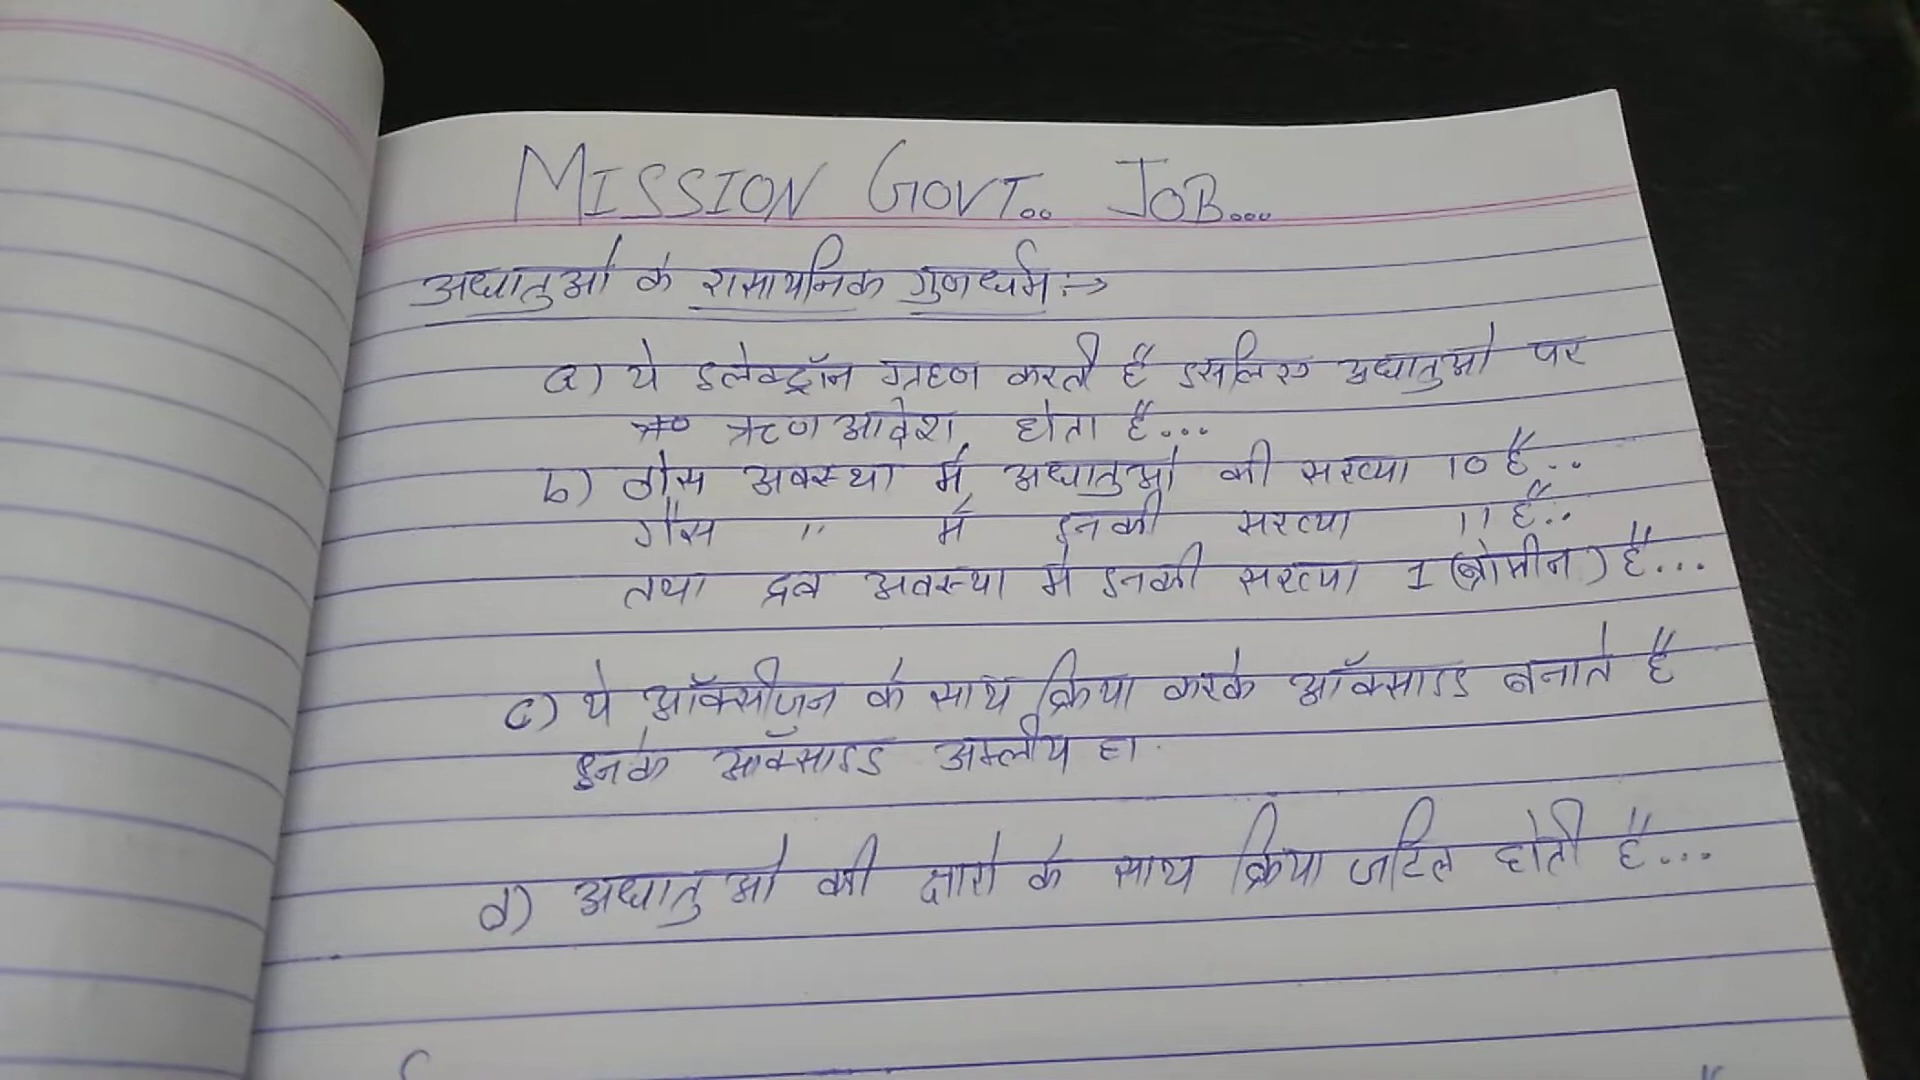 MISSION GOVT.. JOB...
अधातुओं के रासायनिक गुणधर्म :->
a) ये इलेक्ट्रॉन ग्रहण करती है इसलिए अधातुओ पर
ऋण आवेश होता है...
b) ठोस अवस्था में अधातुओं की संख्या 10 है...
गैस " में इनकी संख्या 11 है...
तथा द्रव अवस्था में इनकी संख्या 1 (ब्रोमीन) है...
c) ये ऑक्सीजन के साथ क्रिया करके ऑक्साइड बनाते है
इनके ऑक्साइड अम्लीय हा.
d) अधातुओ की क्षारो के साथ क्रिया जटिल होती है...